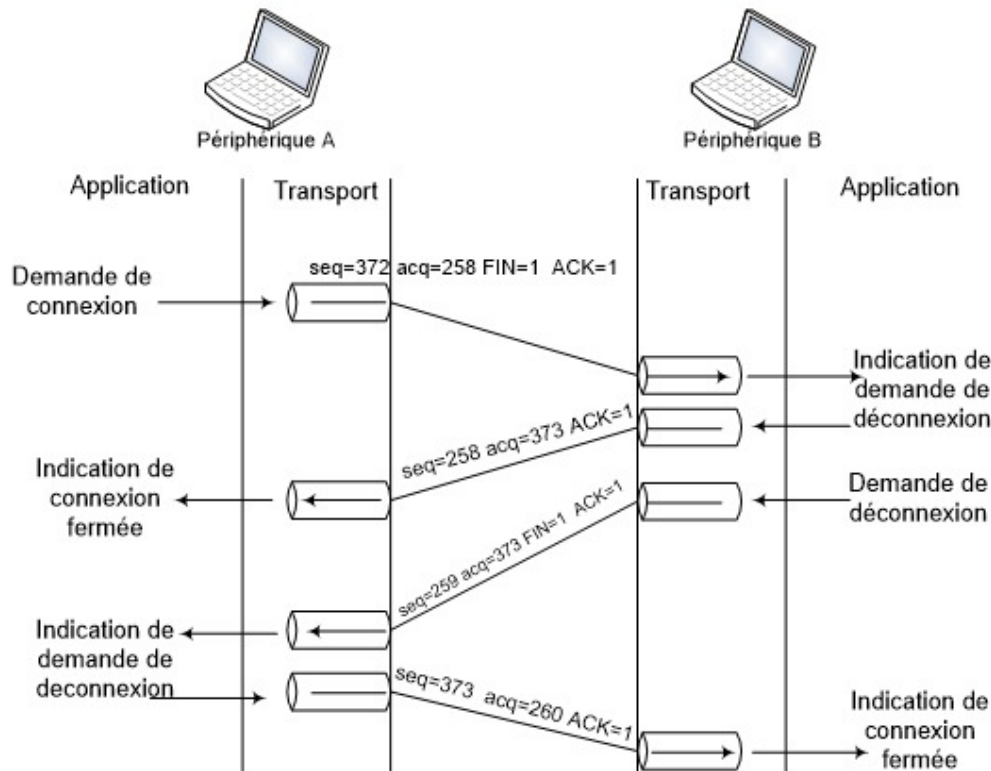 Périphérique A
Périphérique B
Application
Transport
Transport
Application
seq=372 acq=258 FIN=1 ACK=1
Demande de
connexion
Indication de
demande de
déconnexion
seq=258 acq=373 ACK=1
Indication de
connexion
fermée
Demande de
déconnexion
seq=259 acq=373 FIN=1 ACK=1
Indication de
demande de
deconnexion
seq=373 acq=260 ACK=1
Indication de
connexion
fermée